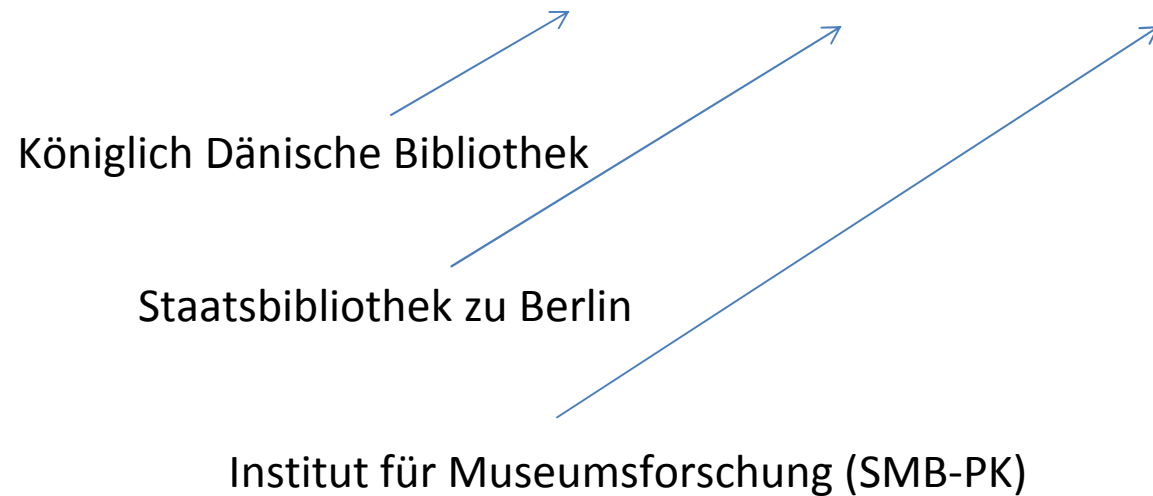 Königlich Dänische Bibliothek
Staatsbibliothek zu Berlin
Institut für Museumsforschung (SMB-PK)